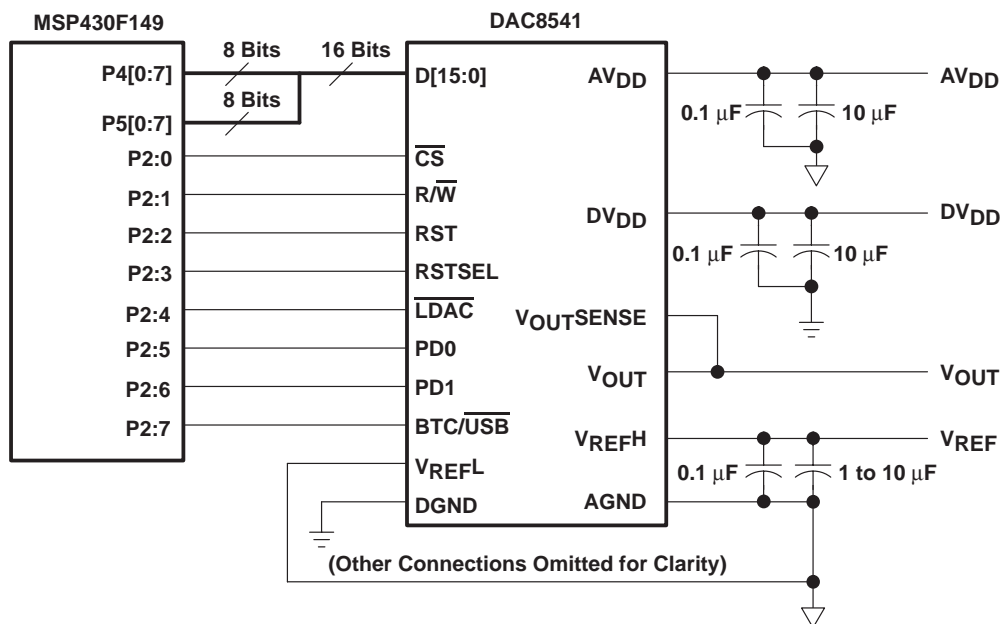 MSP430F149
DAC8541
P4[0:7]
8 Bits
16 Bits
D[15:0]
P5[0:7]
8 Bits
P2:0
CS
P2:1
R/W
P2:2
RST
P2:3
RSTSEL
P2:4
LDAC
P2:5
PD0
P2:6
PD1
P2:7
BTC/USB
VREFL
DGND
AVDD
AVDD
0.1 μF
10 μF
DVDD
DVDD
0.1 μF
10 μF
VOUTSENSE
VOUT
VOUT
VREFH
VREF
0.1 μF
1 to 10 μF
AGND
(Other Connections Omitted for Clarity)